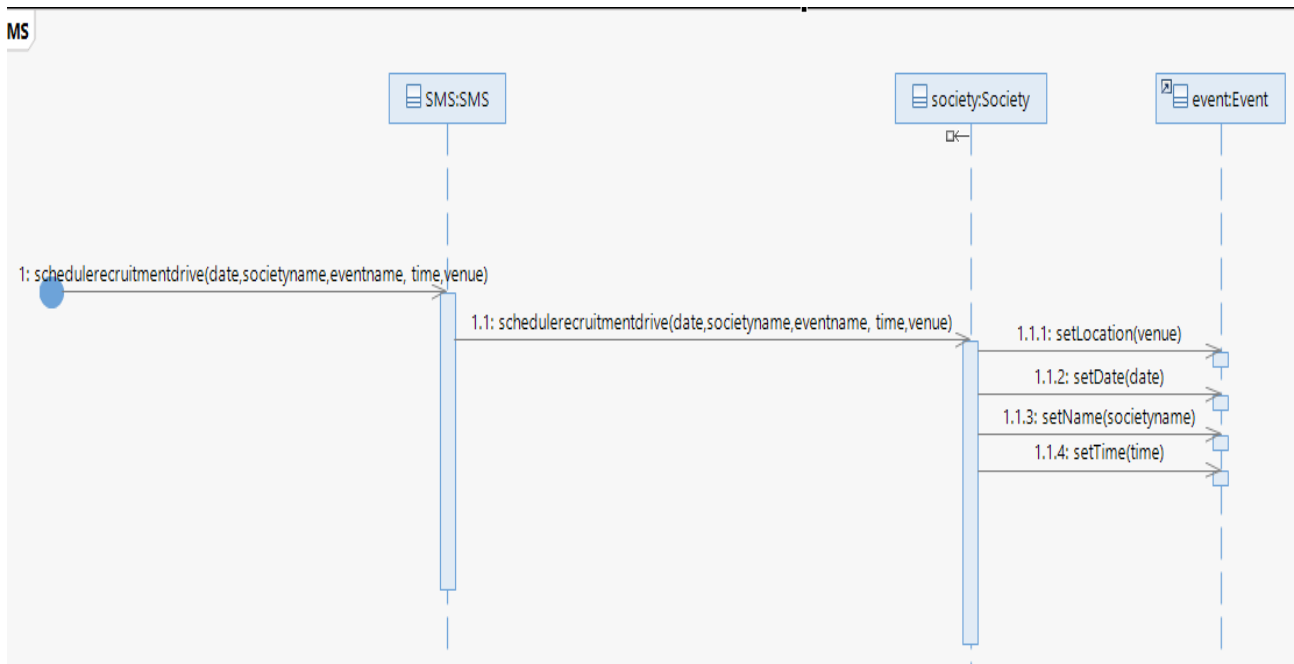 MS
SMS:SMS
society:Society
event:Event
1: schedulerecruitmentdrive(date,societyname,eventname, time,venue)
1.1: schedulerecruitmentdrive(date,societyname,eventname, time,venue)
1.1.1: setLocation(venue)
1.1.2: setDate(date)
1.1.3: setName(societyname)
1.1.4: setTime(time)